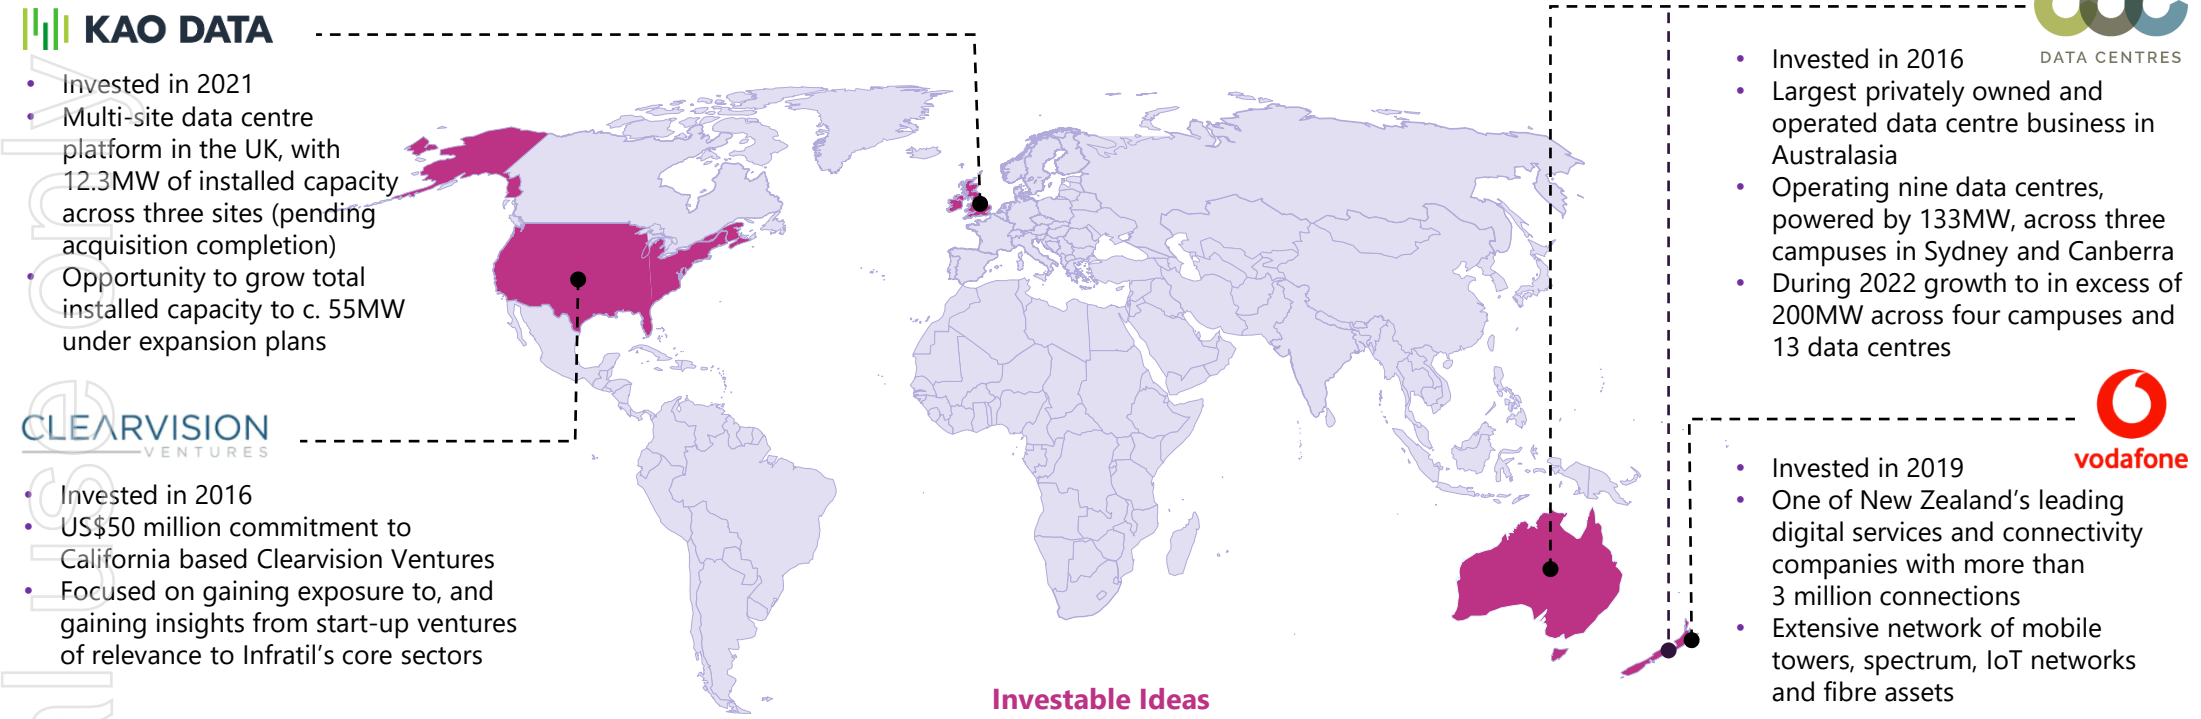 KAO DATA
• Invested in 2021
• Multi-site data centre
platform in the UK, with
12.3MW of installed capacity
across three sites (pending
acquisition completion)
• Opportunity to grow total
installed capacity to c. 55MW
under expansion plans
CLEARVISION
VENTURES
• Invested in 2016
• US$50 million commitment to
California based Clearvision Ventures
• Focused on gaining exposure to, and
gaining insights from start-up ventures
of relevance to Infratil’s core sectors
DATA CENTRES
• Invested in 2016
• Largest privately owned and
operated data centre business in
Australasia
• Operating nine data centres,
powered by 133MW, across three
campuses in Sydney and Canberra
• During 2022 growth to in excess of
200MW across four campuses and
13 data centres
vodafone
• Invested in 2019
• One of New Zealand’s leading
digital services and connectivity
companies with more than
3 million connections
• Extensive network of mobile
towers, spectrum, IoT networks
and fibre assets
Investable Ideas
use only